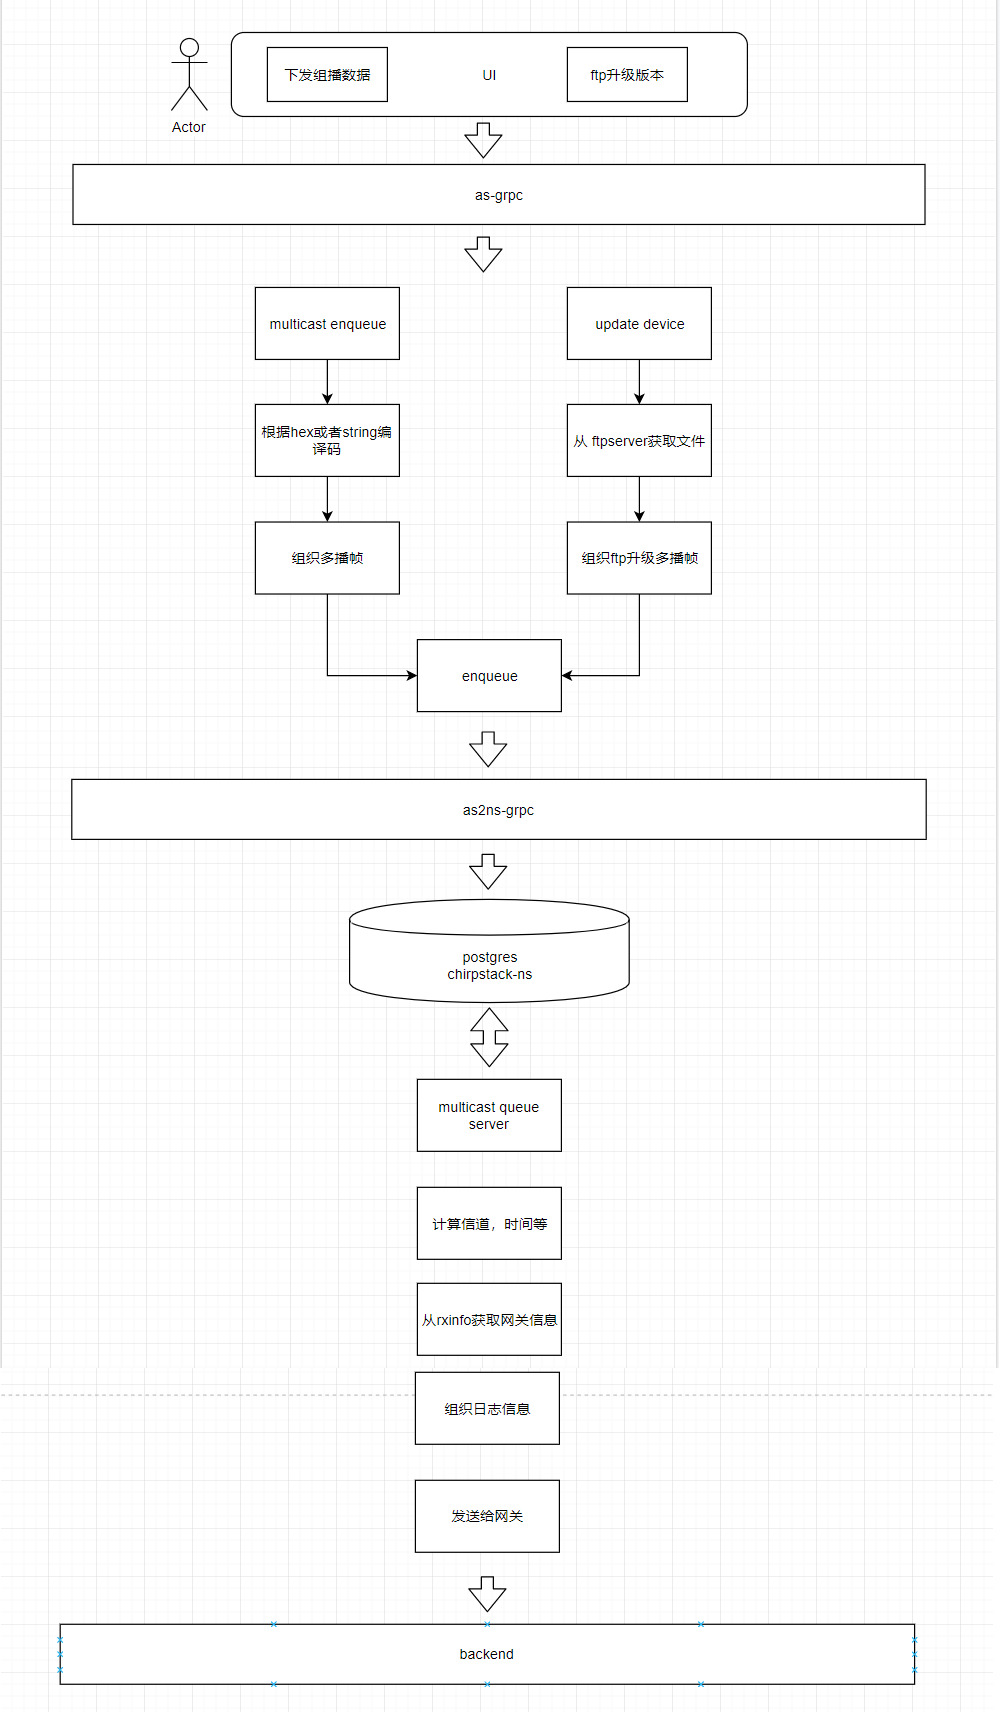 下发组播数据
UI
ftp升级版本
Actor
as-grpc
multicast enqueue
update device
根据hex或者string编
译码
从 ftpserver获取文件
组织多播帧
组织ftp升级多播帧
enqueue
as2ns-grpc
postgres
chirpstack-ns
multicast queue
server
计算信道，时间等
从rxinfo获取网关信息
组织日志信息
发送给网关
backend